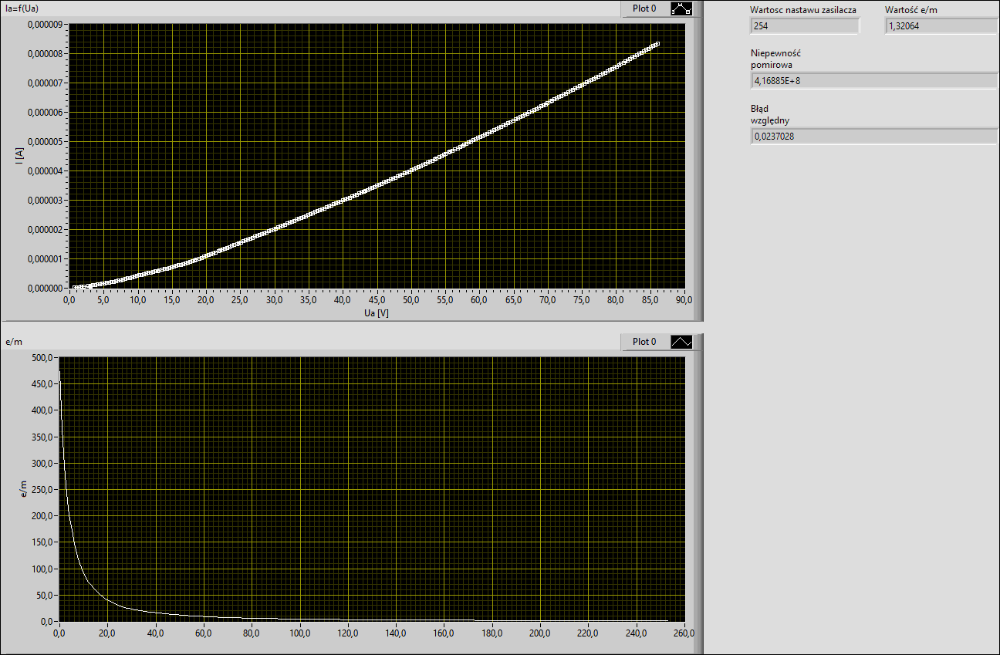 Ia=f(Ua)
Plot 0
0,000009
0,000008
0,000007
0,000006
0,000005
0,000004
0,000003
0,000002
0,000001
0,000000
I [A]
0,0 5,0 10,0 15,0 20,0 25,0 30,0 35,0 40,0 45,0 50,0 55,0 60,0 65,0 70,0 75,0 80,0 85,0 90,0
Ua [V]
e/m
Plot 0
500,0
450,0
400,0
350,0
300,0
250,0
200,0
150,0
100,0
50,0
0,0
e/m
0,0 20,0 40,0 60,0 80,0 100,0 120,0 140,0 160,0 180,0 200,0 220,0 240,0 260,0
Wartosc nastawu zasilacza
254
Wartość e/m
1,32064
Niepewność
pomirowa
4,16885E+8
Błąd
względny
0,0237028